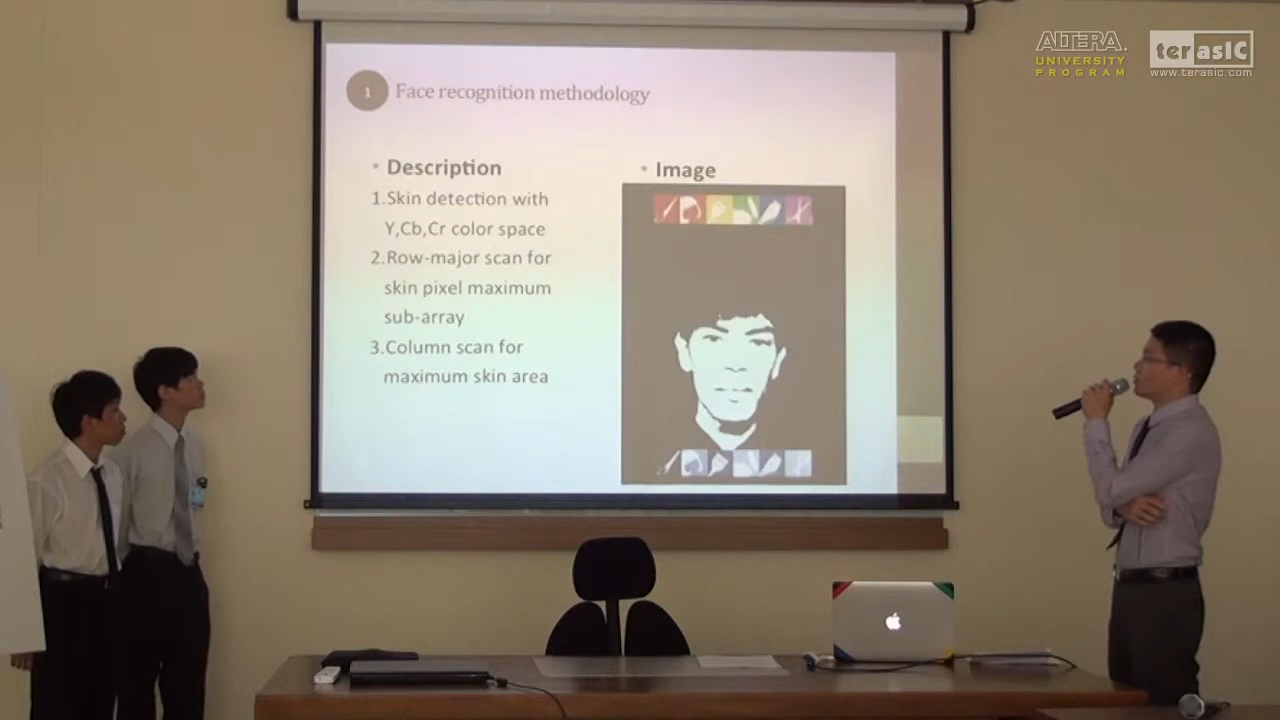 ALTERA.
UNIVERSITY
PROGRAM
terasIC
www.terasic.com
1
Face recognition methodology
• Description
1.Skin detection with
Y,Cb,Cr color space
2.Row-major scan for
skin pixel maximum
sub-array
3.Column scan for
maximum skin area
• Image